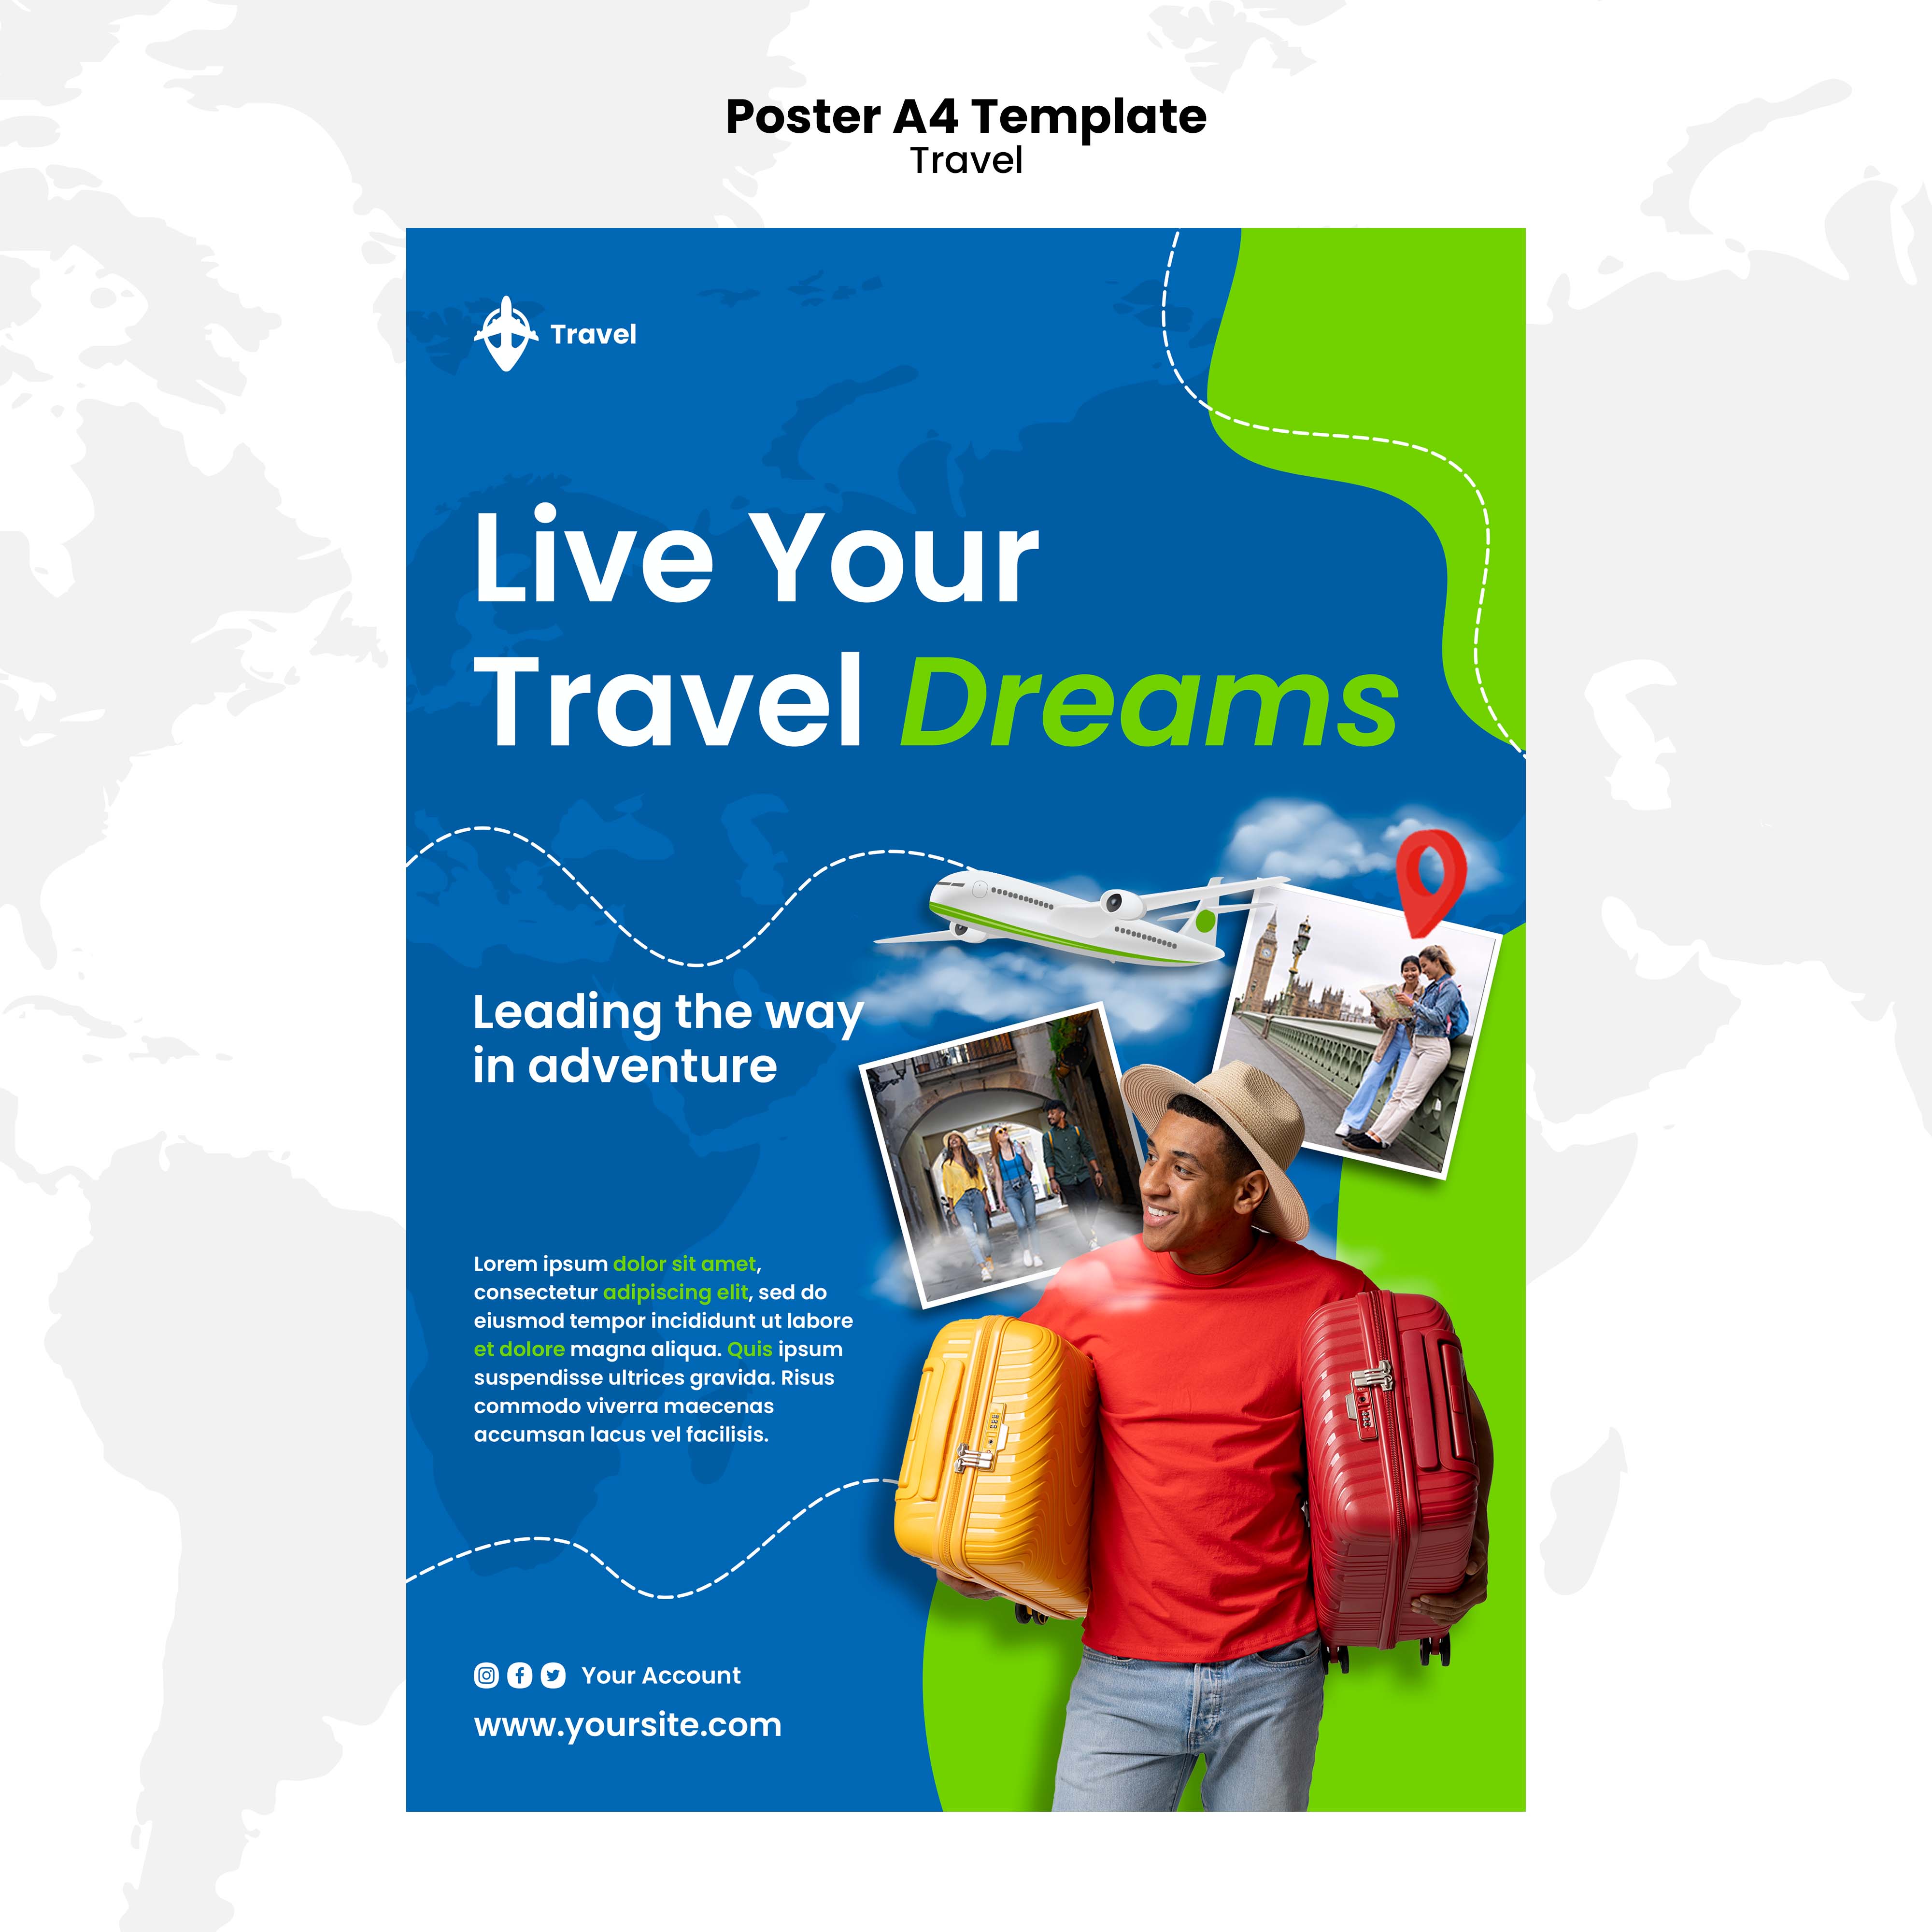 Poster A4 Template
Travel
Travel
Live Your
Travel Dreams
Leading the way
in adventure
Lorem ipsum dolor sit amet,
consectetur adipiscing elit, sed do
eiusmod tempor incididunt ut labore
et dolore magna aliqua. Quis ipsum
suspendisse ultrices gravida. Risus
commodo viverra maecenas
accumsan lacus vel facilisis.
Your Account
www.yoursite.com